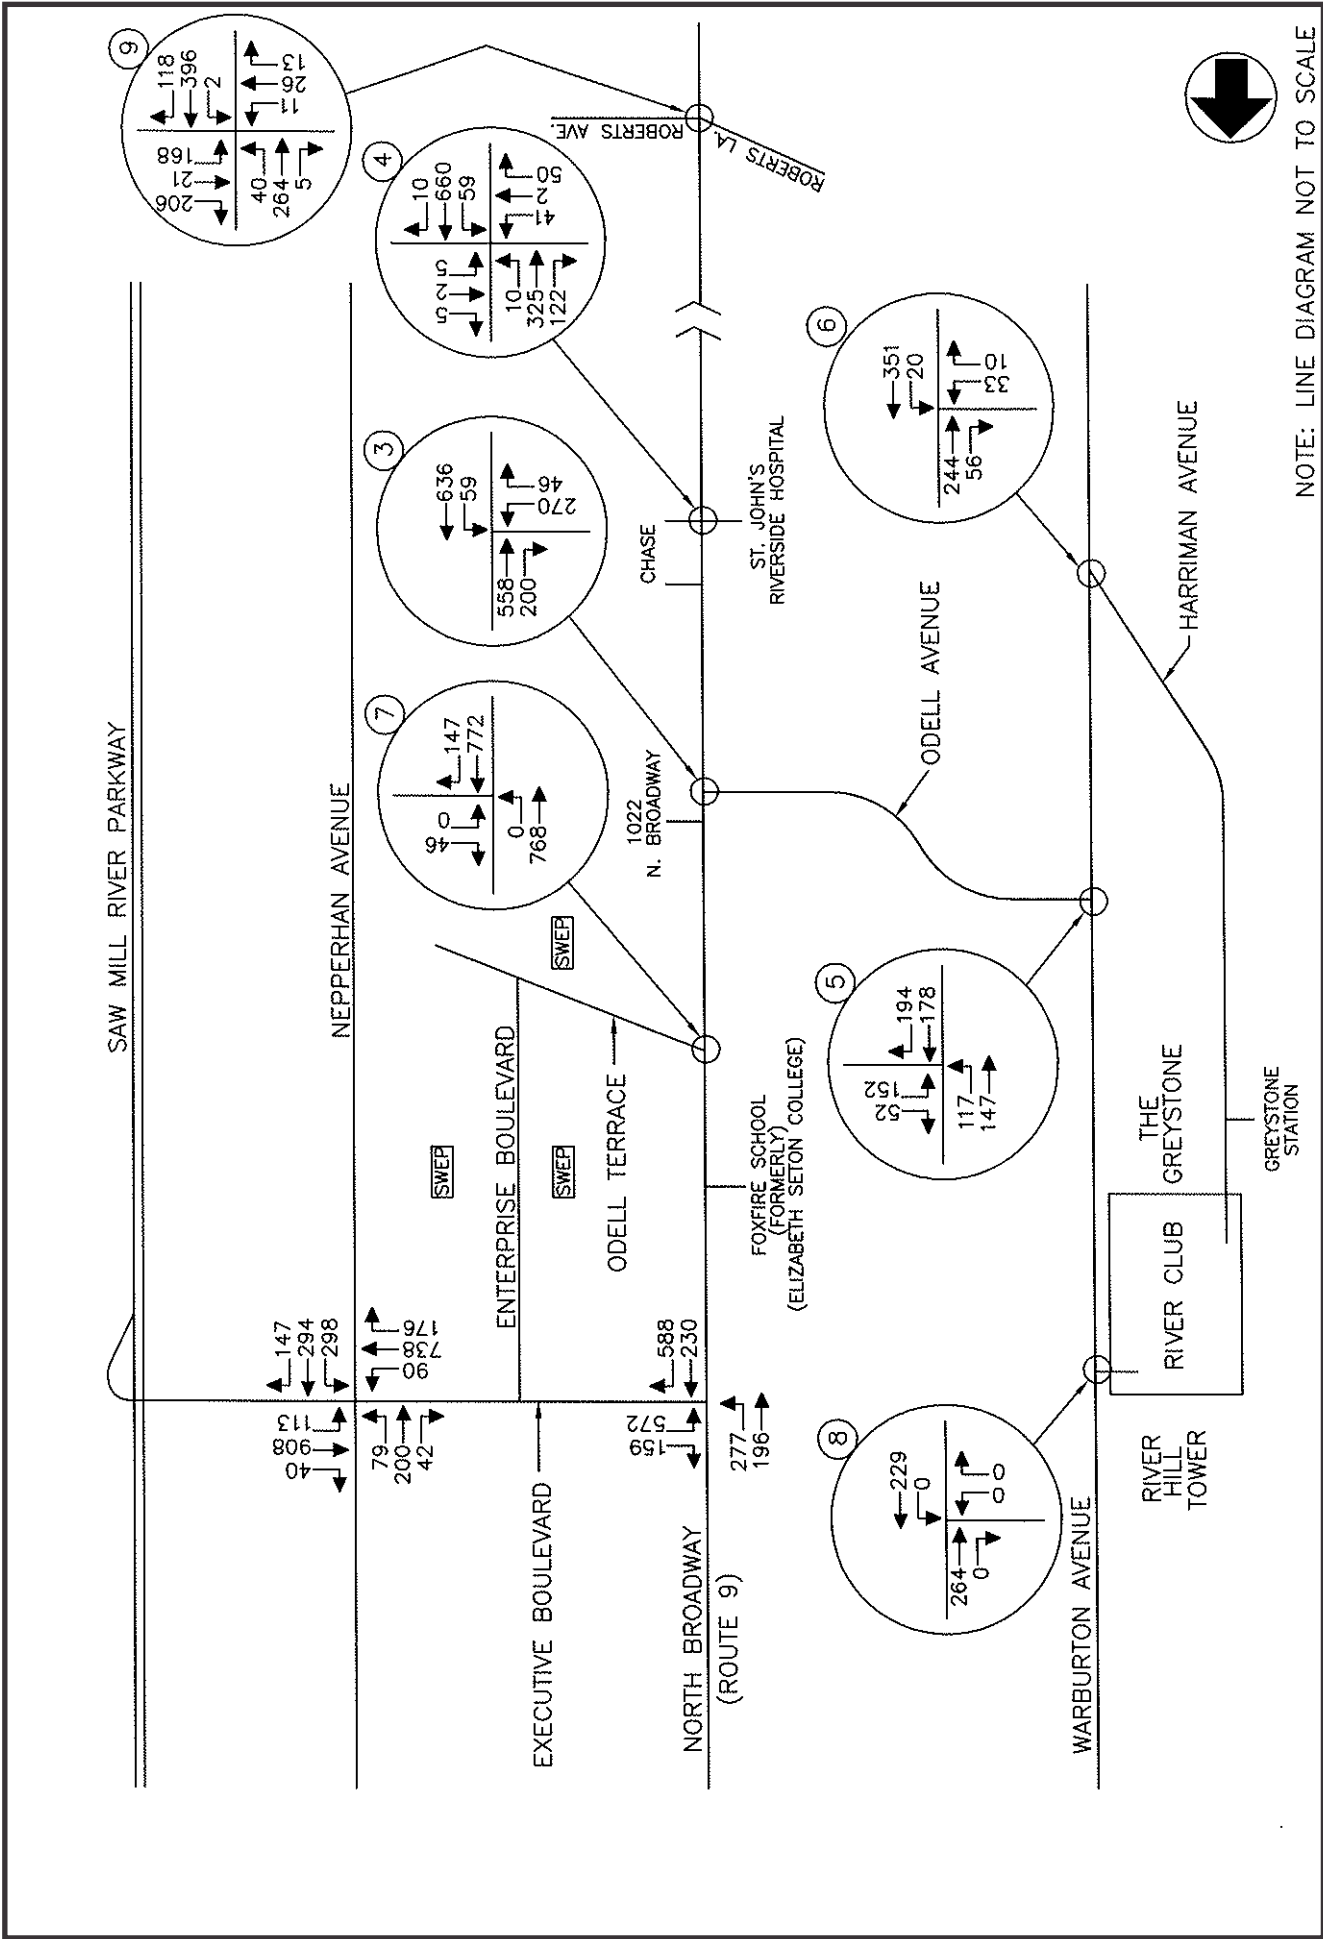 9
118
396
2
168
21
206
40
264
5
13
26
11
ROBERTS AVE.
ROBERTS LA.
4
10
660
59
5
2
5
10
325
122
50
2
41
3
636
59
558
200
46
270
7
147
772
0
46
0
768
SAW MILL RIVER PARKWAY
NEPPERHAN AVENUE
147
294
298
113
908
40
79
200
42
176
738
90
ENTERPRISE BOULEVARD
SWEP
SWEP
SWEP
ODELL TERRACE
EXECUTIVE BOULEVARD
588
230
572
159
277
196
NORTH BROADWAY
(ROUTE 9)
FOXFIRE SCHOOL
(FORMERLY)
(ELIZABETH SETON COLLEGE)
1022
N. BROADWAY
CHASE
ST. JOHN'S
RIVERSIDE HOSPITAL
ODELL AVENUE
6
351
20
244
56
10
33
5
194
178
152
52
117
147
8
229
0
264
0
0
0
WARBURTON AVENUE
RIVER
HILL
TOWER
RIVER CLUB
THE
GREYSTONE
GREYSTONE
STATION
HARRIMAN AVENUE
NOTE: LINE DIAGRAM NOT TO SCALE